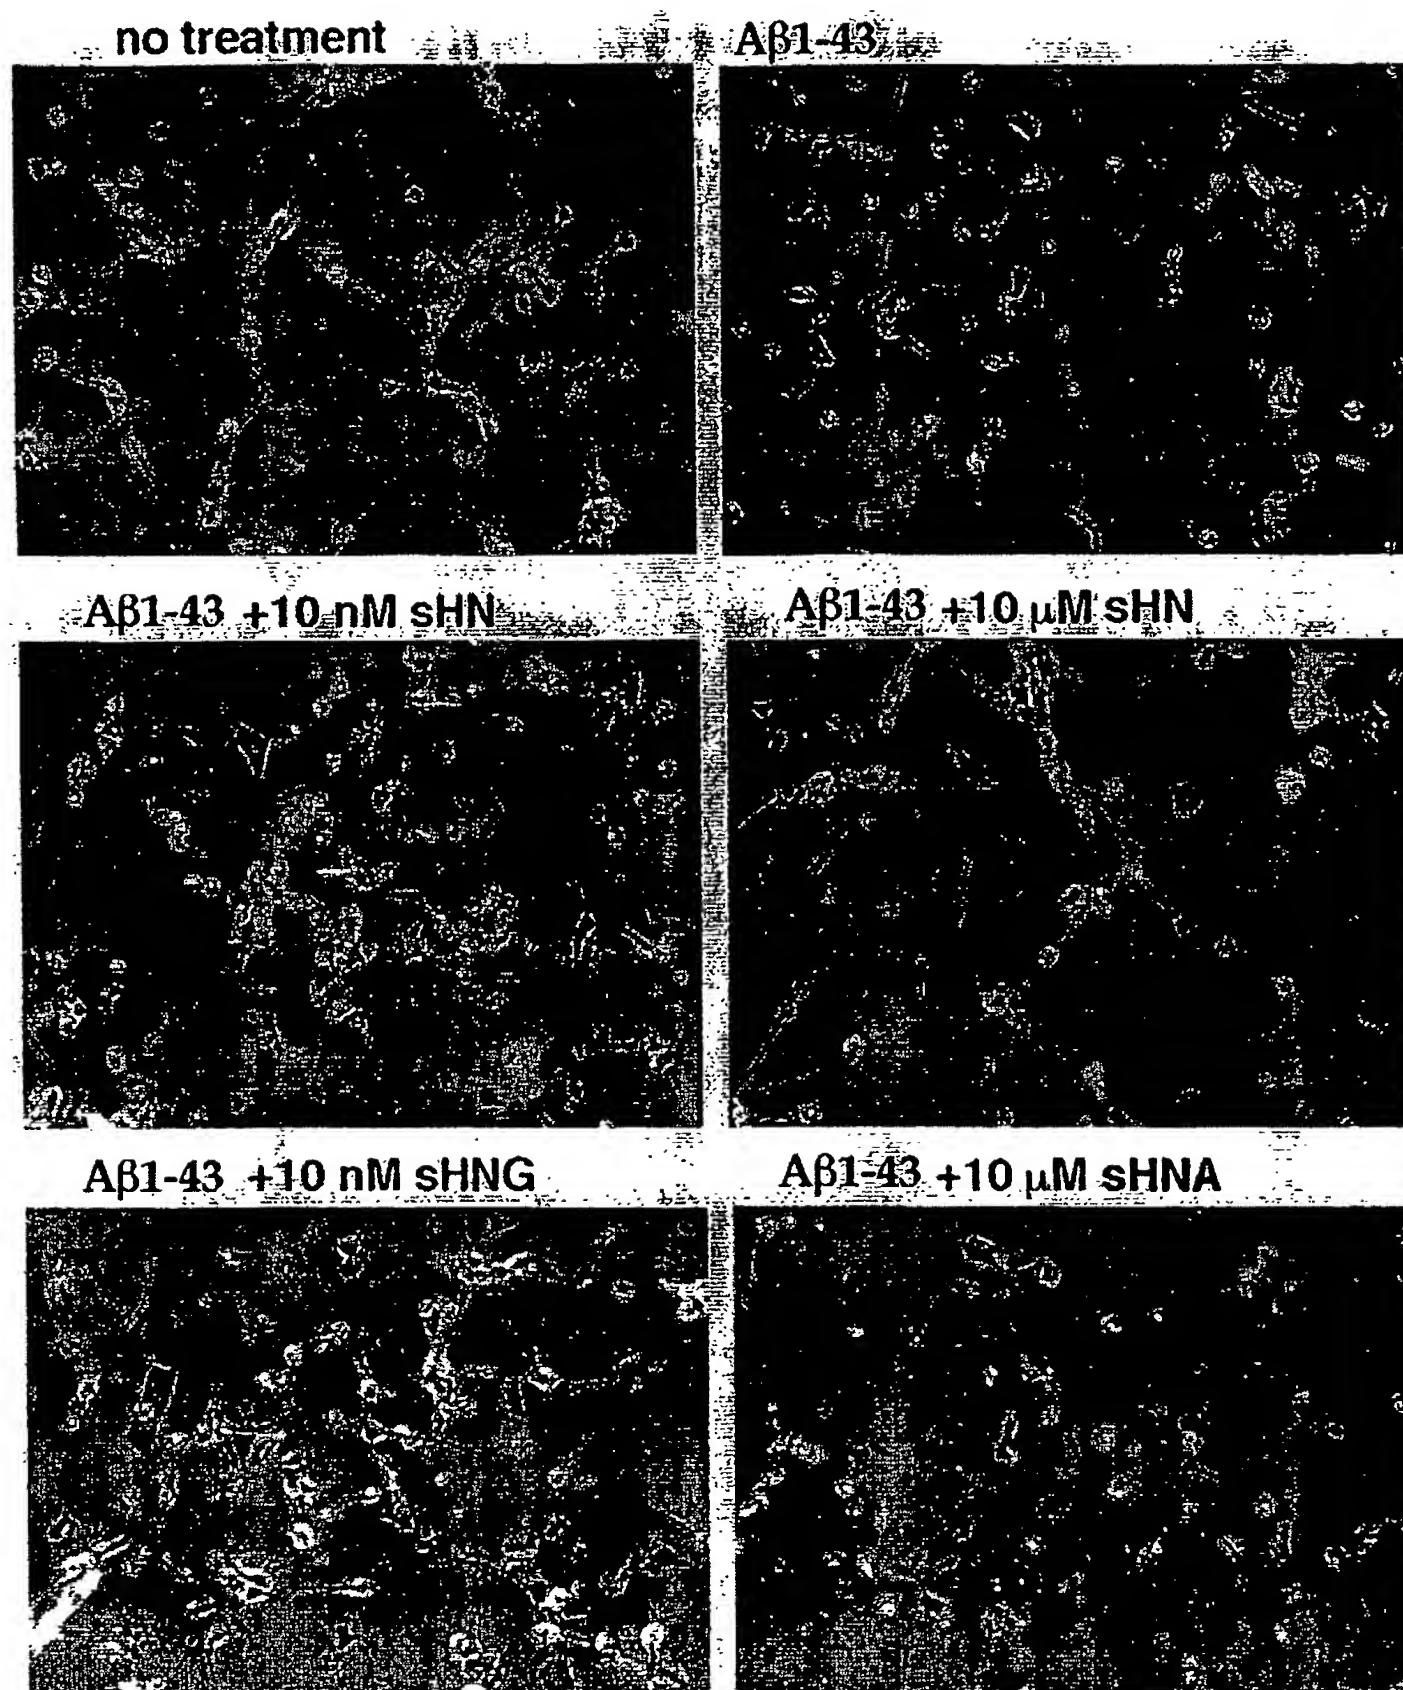 no treatment
Aβ1-43
Aβ1-43 +10 nM sHN
Aβ1-43 +10 μM sHN
Aβ1-43 +10 nM sHNG
Aβ1-43 +10 μM sHNA